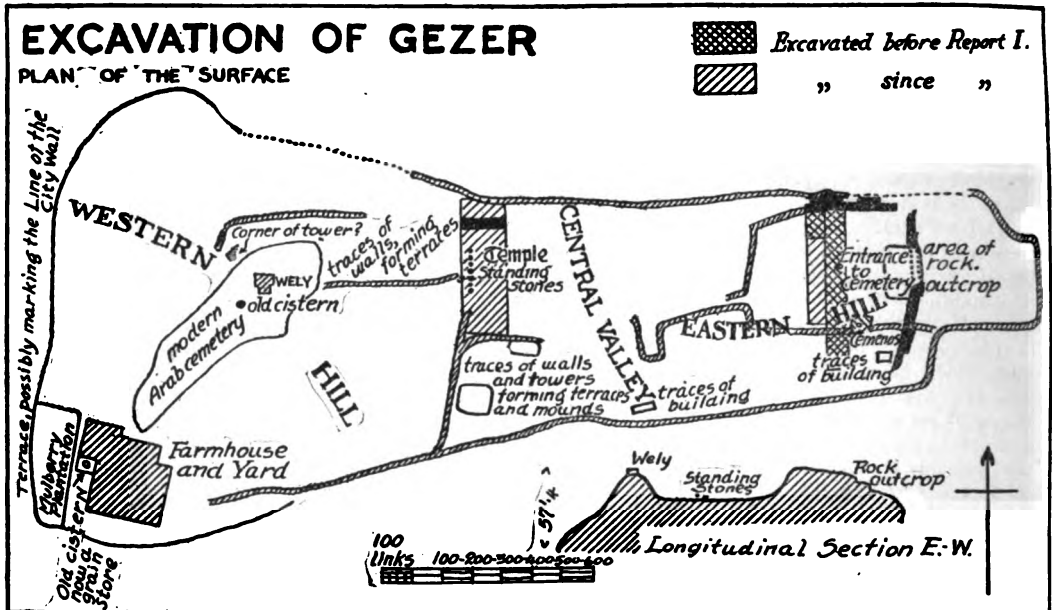 EXCAVATION OF GEZER
PLAN OF THE SURFACE
Excavated before Report I.
„ since „
Terrace, possibly marking the Line of the
City Wall
WESTERN
HILL
Corner of tower?
WELY
old cistern
modern
Arab cemetery
traces of
walls,
forming
terrates
Temple
Standing
stones
CENTRAL VALLEY
EASTERN
HILL
Entrance
to
Cemetery
area of
rock.
outcrop
Cemenos
traces
of building
traces of walls
and towers
forming terraces
and mounds
traces of
building
Farmhouse
and Yard
Mulberry
Plantation
Old cistern
now a
grain
Store
Wely
Standing
Stones
Rock
outcrop
Longitudinal Section E.-W.
100
links
100-200-300-400-500-600